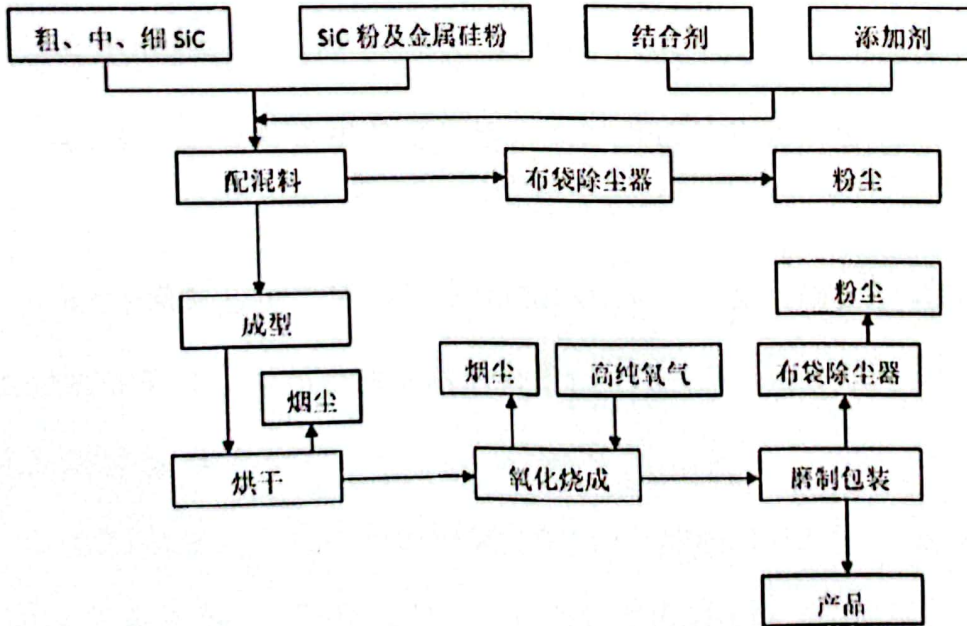 粗、中、细 SiC
SiC 粉及金属硅粉
结合剂
添加剂
配混料
布袋除尘器
粉尘
粉尘
成型
烟尘
高纯氧气
布袋除尘器
烟尘
烘干
氧化烧成
磨制包装
产品